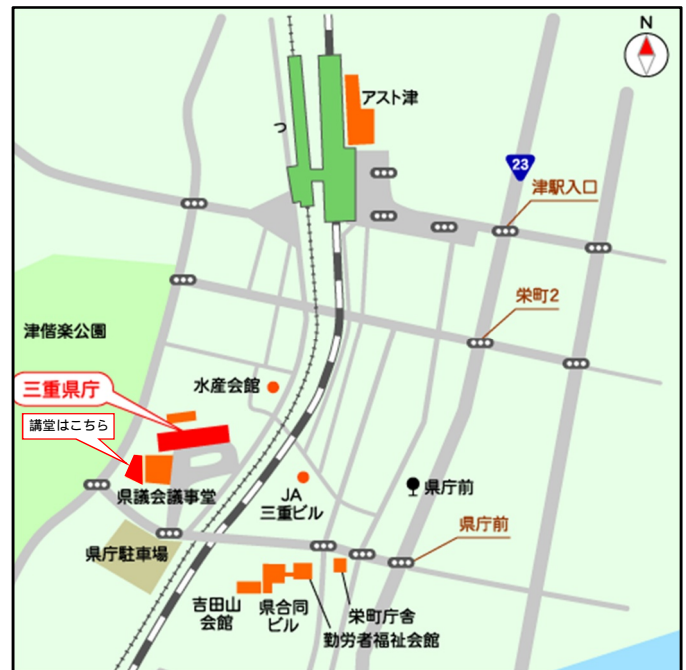 N
アスト津
つ
23
津駅入口
栄町2
津偕楽公園
水産会館
三重県庁
講堂はこちら
県議会議事堂
JA
三重ビル
県庁前
県庁前
県庁駐車場
吉田山
会館
県合同
ビル
栄町庁舎
勤労者福祉会館